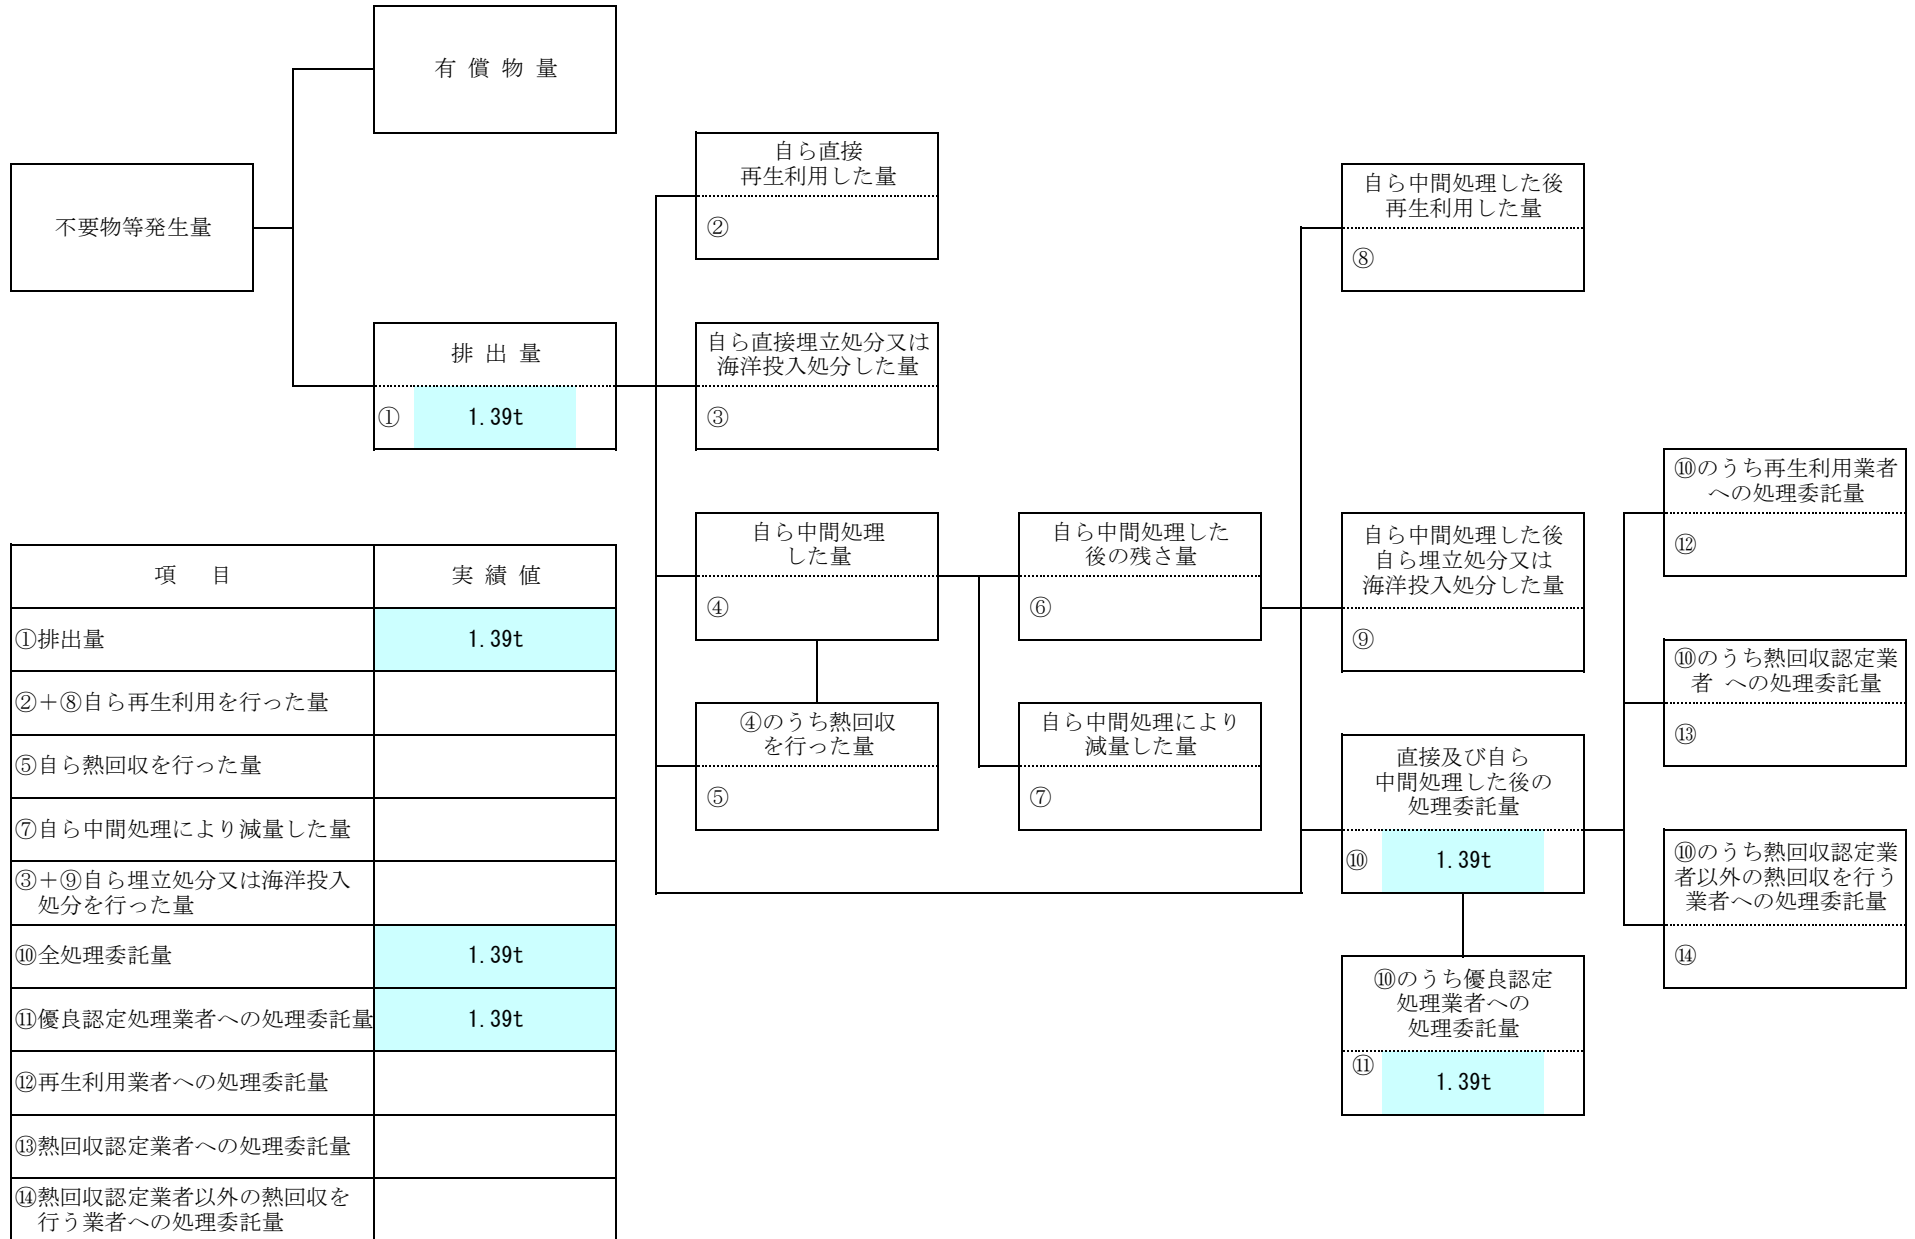 有 償 物 量
不要物等発生量
排 出 量
① 1.39t
自ら直接
再生利用した量
②
自ら直接埋立処分又は
海洋投入処分した量
③
自ら中間処理
した量
④
④のうち熱回収
を行った量
⑤
自ら中間処理した
後の残さ量
⑥
自ら中間処理により
減量した量
⑦
自ら中間処理した後
再生利用した量
⑧
自ら中間処理した後
自ら埋立処分又は
海洋投入処分した量
⑨
直接及び自ら
中間処理した後の
処理委託量
⑩ 1.39t
⑩のうち優良認定
処理業者への
処理委託量
⑪ 1.39t
⑩のうち再生利用業者
への処理委託量
⑫
⑩のうち熱回収認定業
者 への処理委託量
⑬
⑩のうち熱回収認定業
者以外の熱回収を行う
業者への処理委託量
⑭
項 目 実 績 値
①排出量 1.39t
②＋⑧自ら再生利用を行った量
⑤自ら熱回収を行った量
⑦自ら中間処理により減量した量
③＋⑨自ら埋立処分又は海洋投入
処分を行った量
⑩全処理委託量 1.39t
⑪優良認定処理業者への処理委託量 1.39t
⑫再生利用業者への処理委託量
⑬熱回収認定業者への処理委託量
⑭熱回収認定業者以外の熱回収を
行う業者への処理委託量